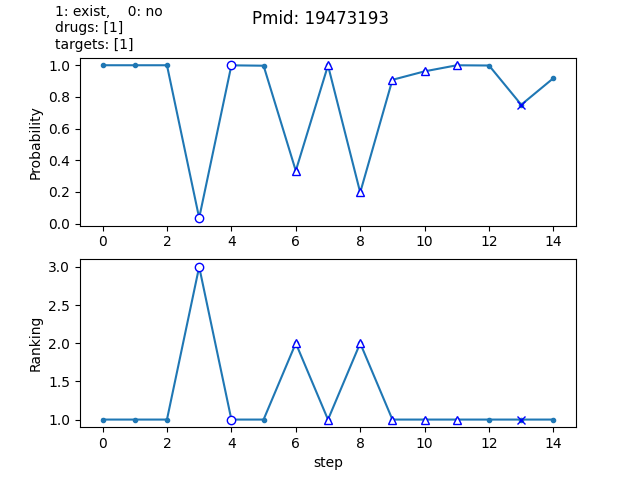 1: exist,    0: no
drugs: [1]
targets: [1]
Pmid: 19473193
Probability
1.0
0.8
0.6
0.4
0.2
0.0
0 2 4 6 8 10 12 14
Ranking
3.0
2.5
2.0
1.5
1.0
0 2 4 6 8 10 12 14
step